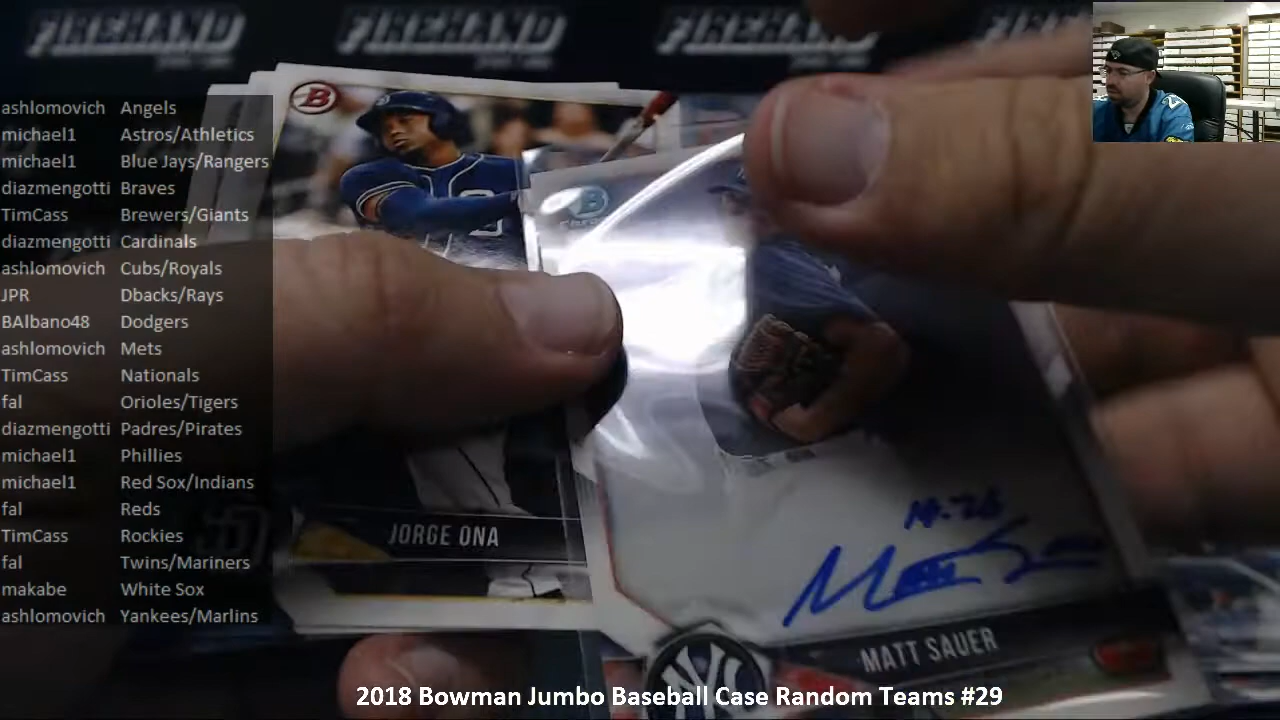 FIREHAND FIREHAND FIREHAND
ashlomovich Angels
michael1 Astros/Athletics
michael1 Blue Jays/Rangers
diazmengotti Braves
TimCass Brewers/Giants
diazmengotti Cardinals
ashlomovich Cubs/Royals
JPR Dbacks/Rays
BAlbano48 Dodgers
ashlomovich Mets
TimCass Nationals
fal Orioles/Tigers
diazmengotti Padres/Pirates
michael1 Phillies
michael1 Red Sox/Indians
fal Reds
TimCass Rockies
fal Twins/Mariners
makabe White Sox
ashlomovich Yankees/Marlins
B
B
JORGE ONA
Matt Sauer
NY
MATT SAUER
2018 Bowman Jumbo Baseball Case Random Teams #29